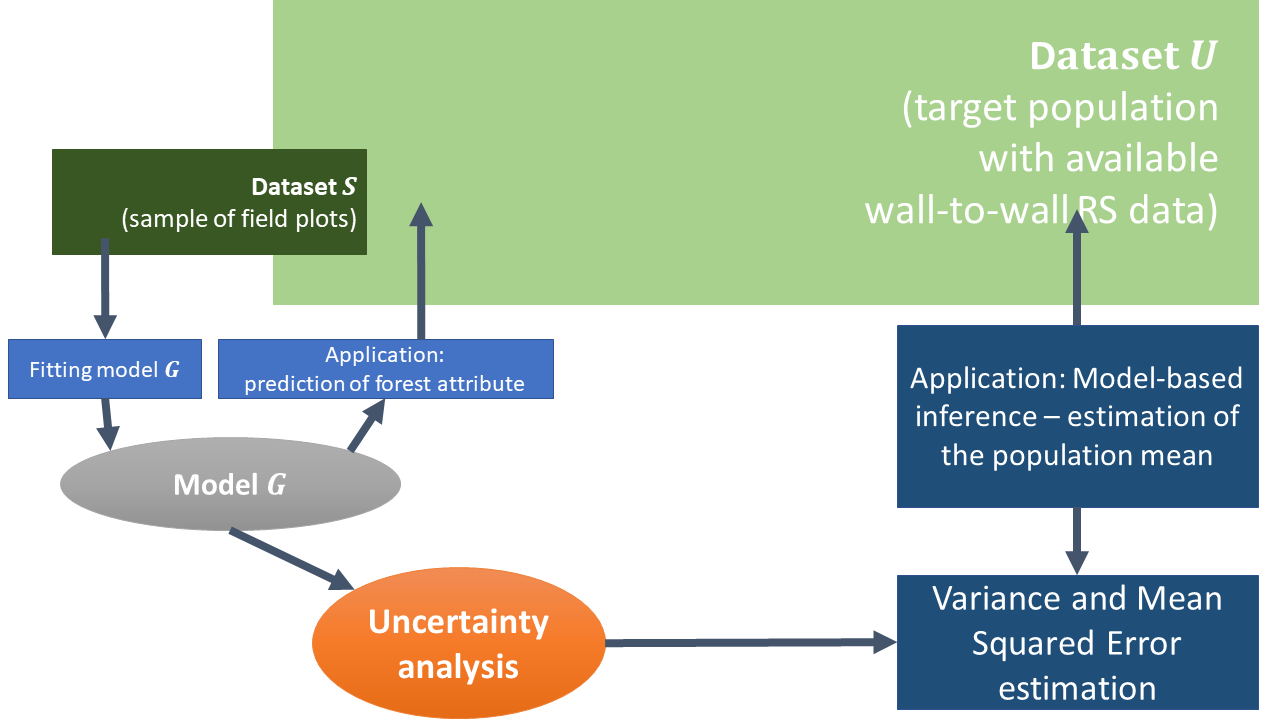 Dataset U
(target population
with available
wall-to-wall RS data)
Dataset S
(sample of field plots)
Fitting model G
Application:
prediction of forest attribute
Model G
Uncertainty
analysis
Application: Model-based
inference – estimation of
the population mean
Variance and Mean
Squared Error
estimation